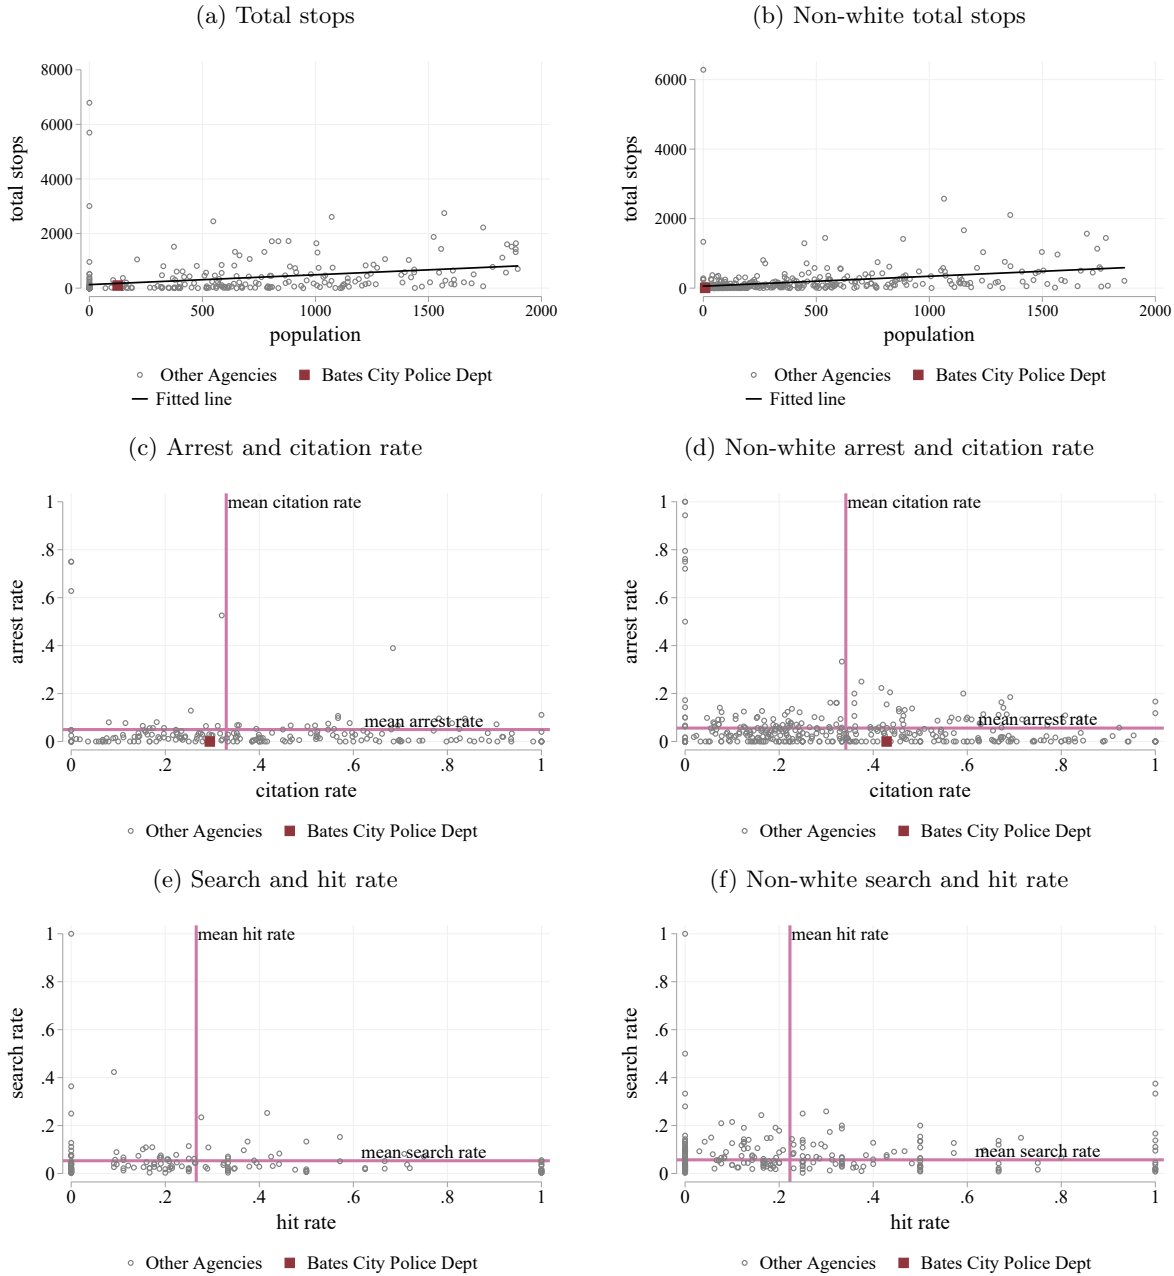 (a) Total stops
(b) Non-white total stops
8000
6000
4000
2000
0
total stops
0
500
1000
1500
2000
population
Other Agencies
Bates City Police Dept
Fitted line
6000
4000
2000
0
total stops
0
500
1000
1500
2000
population
Other Agencies
Bates City Police Dept
Fitted line
(c) Arrest and citation rate
(d) Non-white arrest and citation rate
1
.8
.6
.4
.2
0
arrest rate
mean citation rate
mean arrest rate
0
.2
.4
.6
.8
1
citation rate
Other Agencies
Bates City Police Dept
1
.8
.6
.4
.2
0
arrest rate
mean citation rate
mean arrest rate
0
.2
.4
.6
.8
1
citation rate
Other Agencies
Bates City Police Dept
(e) Search and hit rate
(f) Non-white search and hit rate
1
.8
.6
.4
.2
0
search rate
mean hit rate
mean search rate
0
.2
.4
.6
.8
1
hit rate
Other Agencies
Bates City Police Dept
1
.8
.6
.4
.2
0
search rate
mean hit rate
mean search rate
0
.2
.4
.6
.8
1
hit rate
Other Agencies
Bates City Police Dept